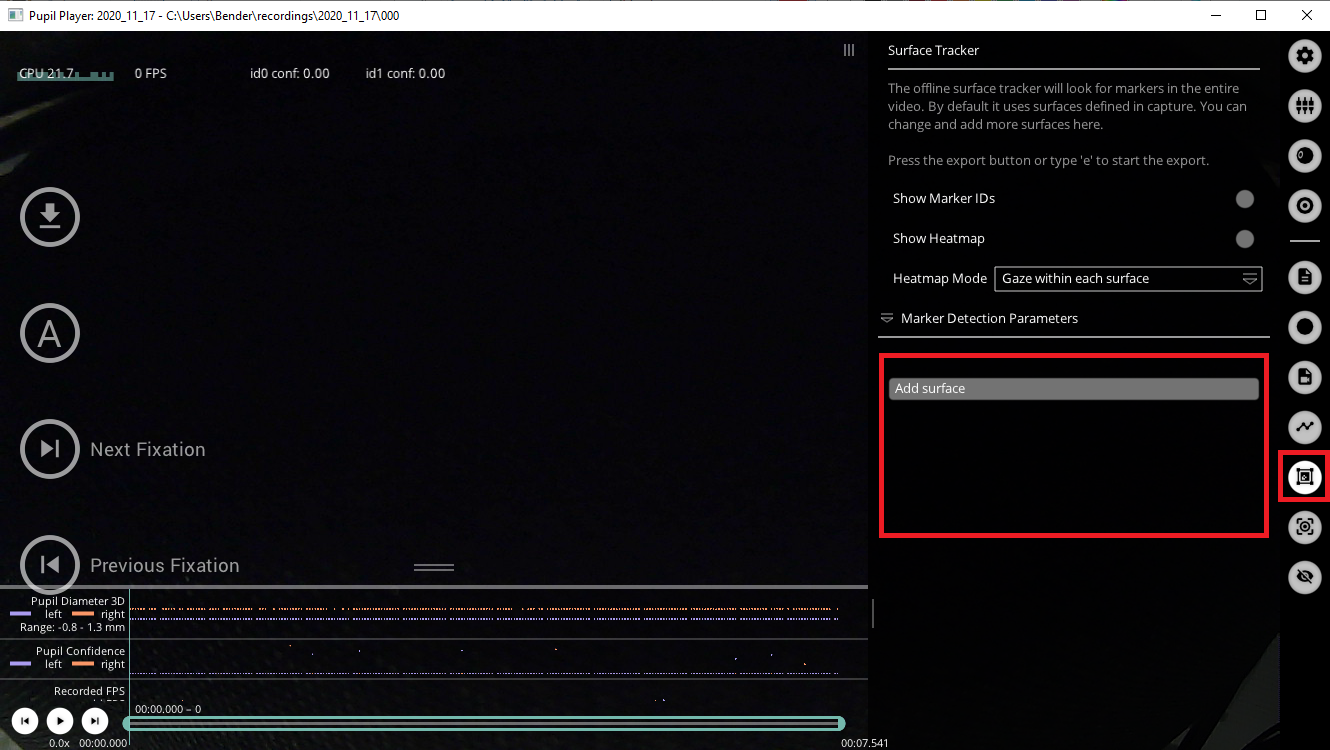 Pupil Player: 2020_11_17 - C:\Users\Bender\recordings\2020_11_17\000
CPU 21.7
0 FPS
id0 conf: 0.00
id1 conf: 0.00
A
Next Fixation
Previous Fixation
Pupil Diameter 3D
left right
Range: -0.8 - 1.3 mm
Pupil Confidence
left right
Recorded FPS
00:00.000 – 0
0.0x 00:00.000
00:07.541
Surface Tracker
The offline surface tracker will look for markers in the entire
video. By default it uses surfaces defined in capture. You can
change and add more surfaces here.
Press the export button or type 'e' to start the export.
Show Marker IDs
Show Heatmap
Heatmap Mode Gaze within each surface
Marker Detection Parameters
Add surface